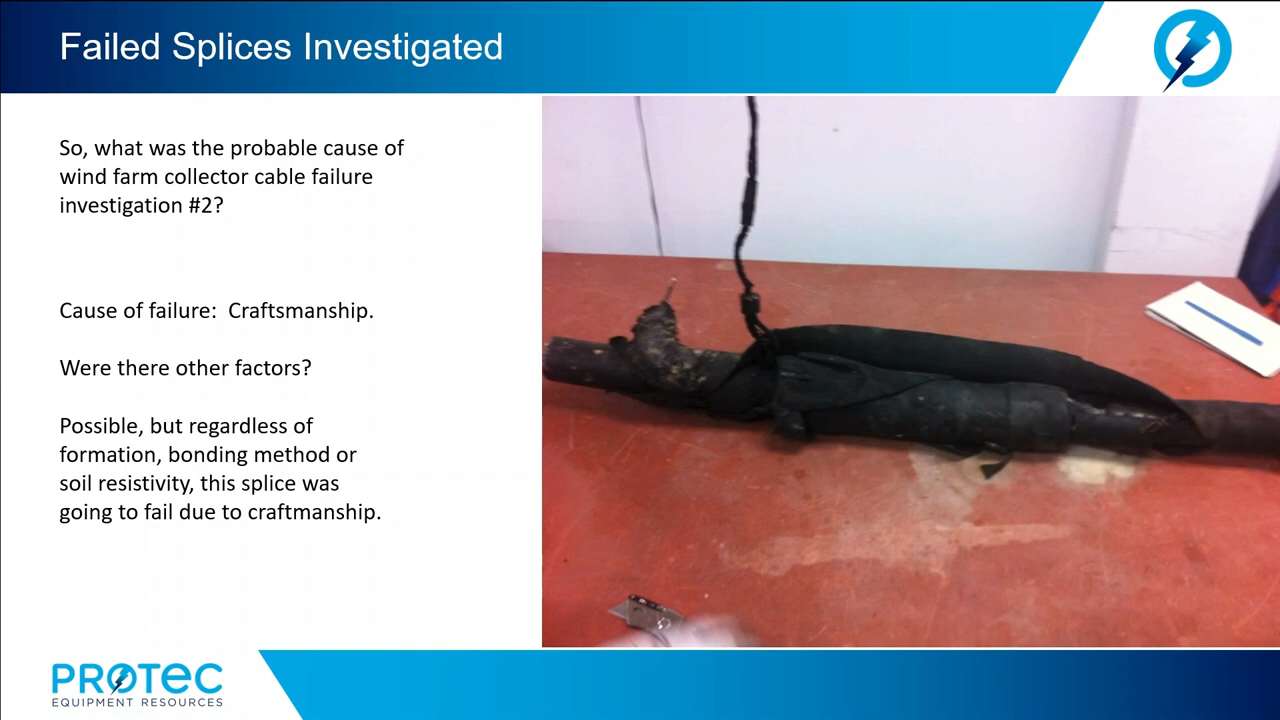 Failed Splices Investigated
So, what was the probable cause of
wind farm collector cable failure
investigation #2?
Cause of failure:  Craftsmanship.
Were there other factors?
Possible, but regardless of
formation, bonding method or
soil resistivity, this splice was
going to fail due to craftmanship.
PROTEC
EQUIPMENT RESOURCES